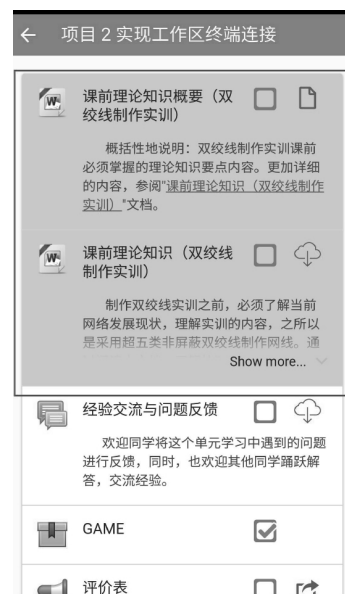 ← 项目 2 实现工作区终端连接
课前理论知识概要（双
绞线制作实训）
概括性地说明：双绞线制作实训课前
必须掌握的理论知识要点内容。更加详细
的内容，参阅"课前理论知识（双绞线制作
实训）"文档。
课前理论知识（双绞线
制作实训）
制作双绞线实训之前，必须了解当前
网络发展现状，理解实训的内容，之所以
是采用超五类非屏蔽双绞线制作网线。通
Show more...
经验交流与问题反馈
欢迎同学将这个单元学习中遇到的问题
进行反馈，同时，也欢迎其他同学踊跃解
答，交流经验。
GAME
评价表